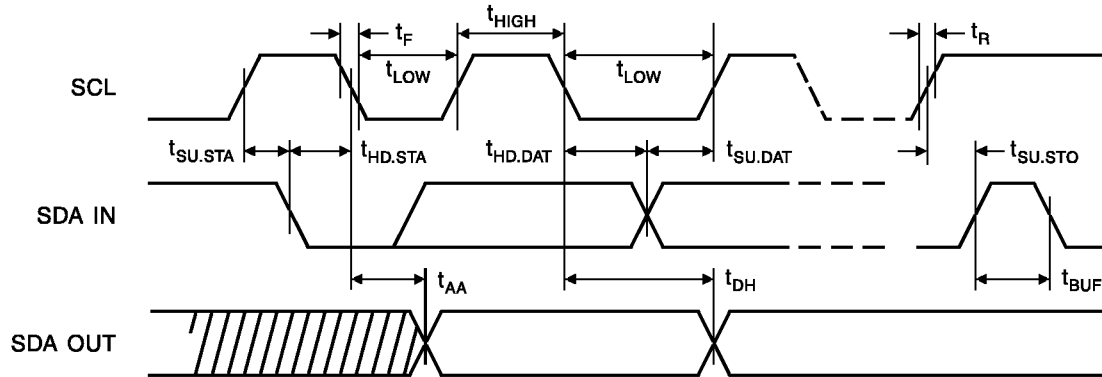 t_F
t_HIGH
t_R
SCL
t_LOW
t_LOW
t_SU.STA
t_HD.STA
t_HD.DAT
t_SU.DAT
t_SU.STO
SDA IN
t_AA
t_DH
t_BUF
SDA OUT